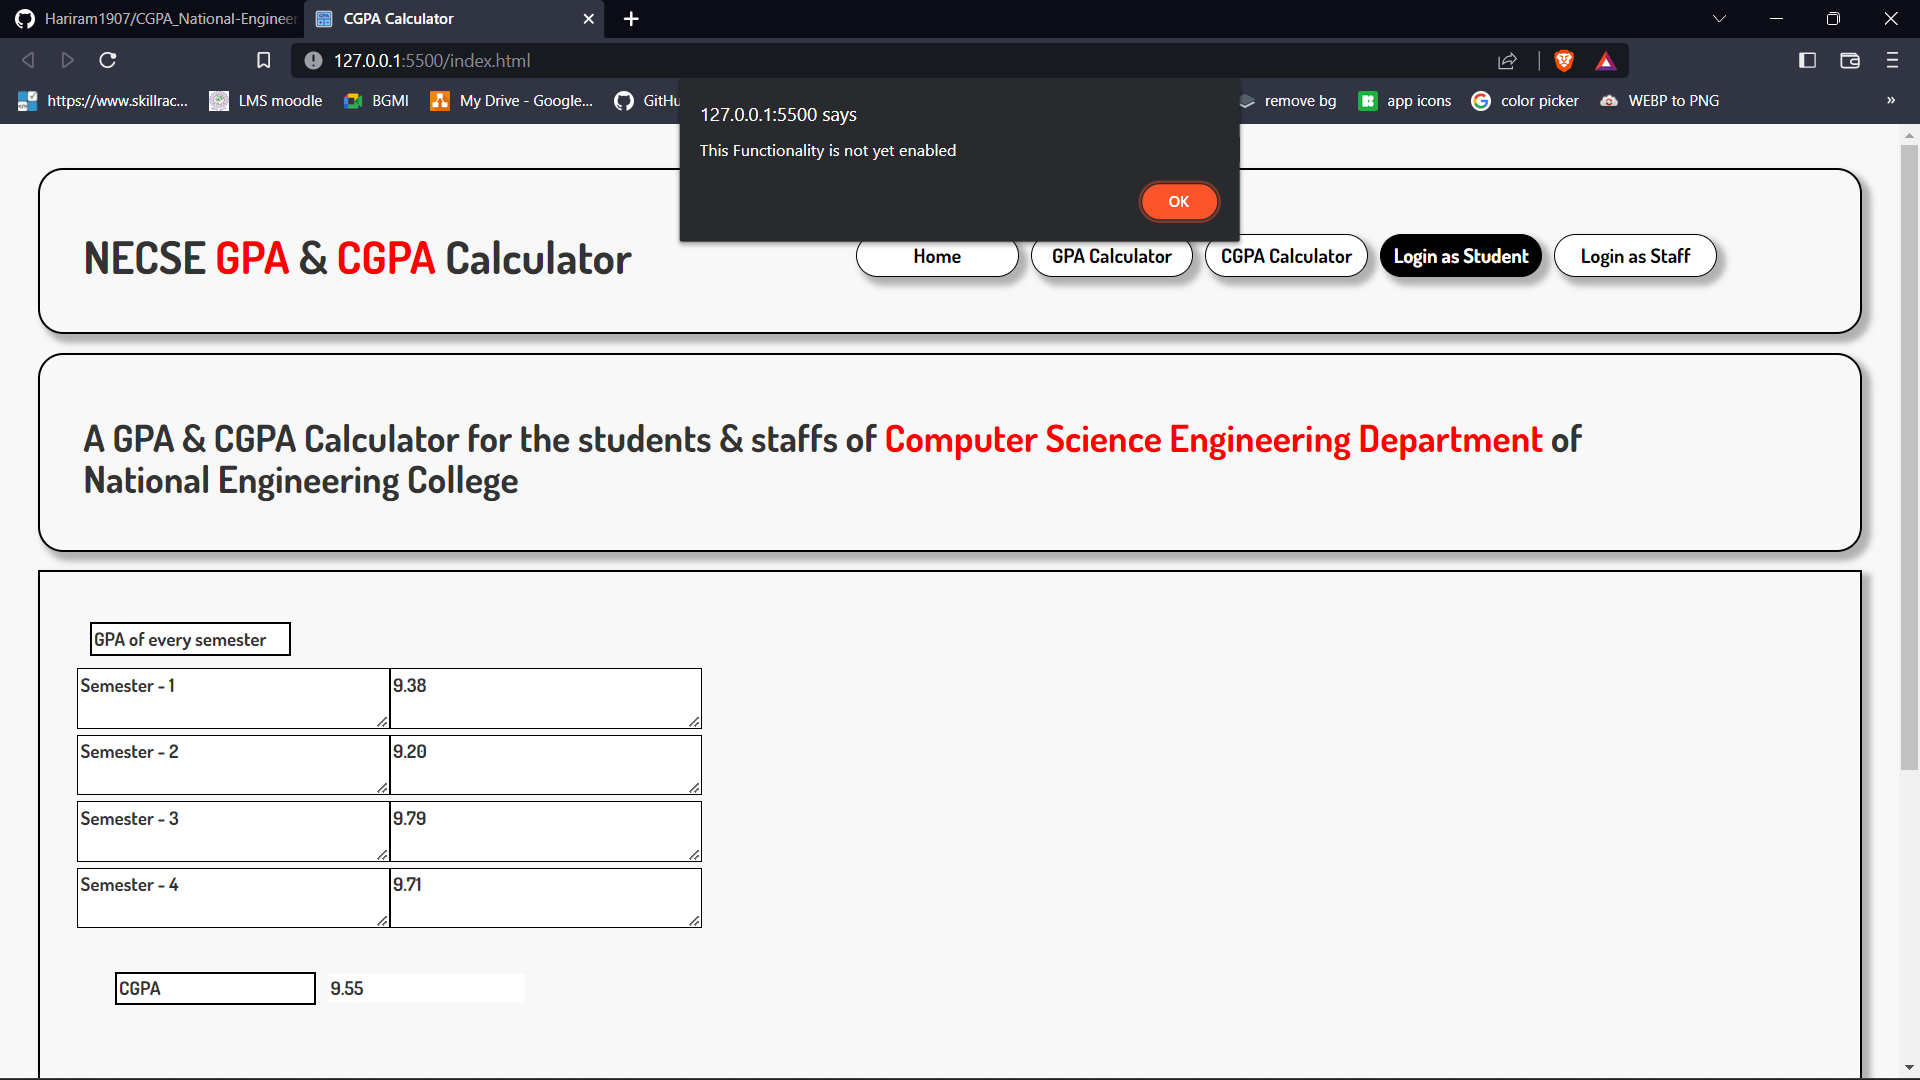 Hariram1907/CGPA_National-Engineer
CGPA Calculator
127.0.0.1:5500/index.html
https://www.skillrac...
LMS moodle
BGMI
My Drive - Google...
GitHu
remove bg
app icons
color picker
WEBP to PNG
»
127.0.0.1:5500 says
This Functionality is not yet enabled
OK
NECSE GPA & CGPA Calculator
Home
GPA Calculator
CGPA Calculator
Login as Student
Login as Staff
A GPA & CGPA Calculator for the students & staffs of Computer Science Engineering Department of
National Engineering College
GPA of every semester
Semester - 1
9.38
Semester - 2
9.20
Semester - 3
9.79
Semester - 4
9.71
CGPA
9.55